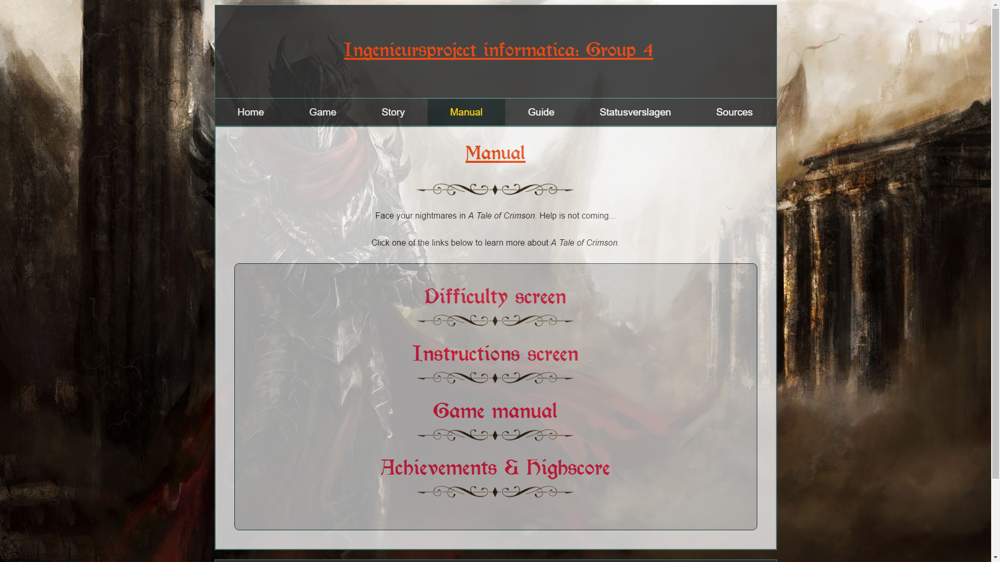 Ingenieursproject informatica: Group 4
Home Game Story Manual Guide Statusverslagen Sources
Manual
Face your nightmares in A Tale of Crimson. Help is not coming...
Click one of the links below to learn more about A Tale of Crimson.
Difficulty screen
Instructions screen
Game manual
Achievements & Highscore